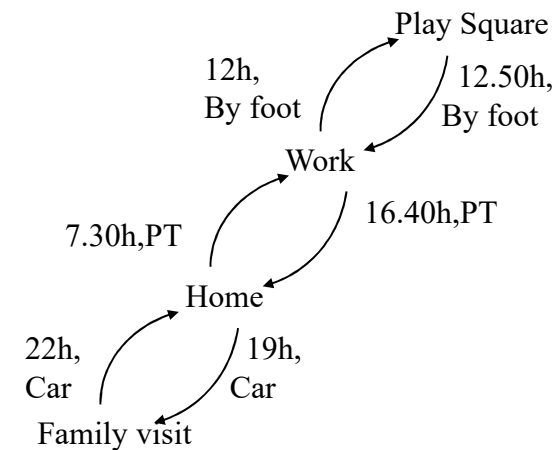 Play Square
12h,
By foot
12.50h,
By foot
Work
7.30h,PT
16.40h,PT
Home
22h,
Car
19h,
Car
Family visit